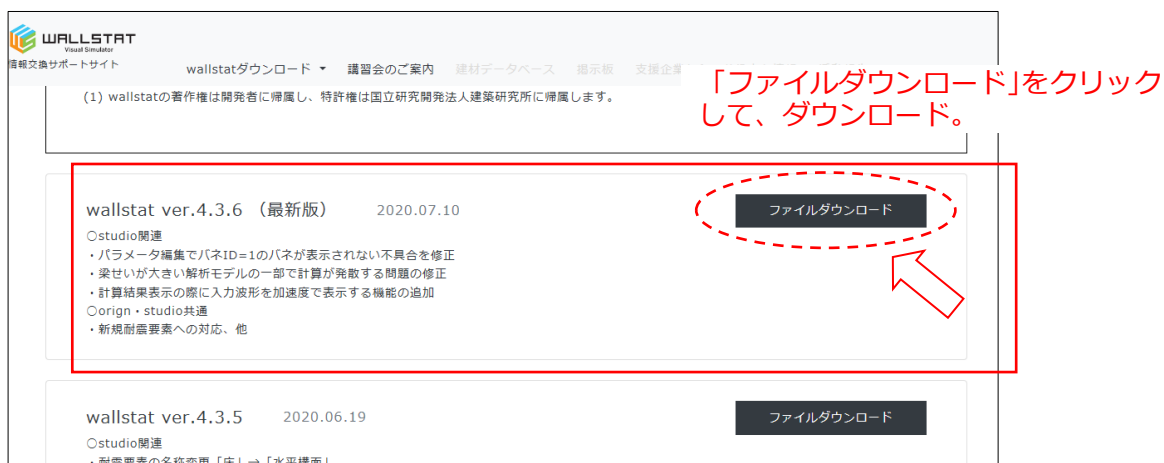 WALLSTAT
Visual Simulator
情報交換サポートサイト
wallstatダウンロード 講習会のご案内 建材データベース 掲示板 支援企業
「ファイルダウンロード」をクリック
して、ダウンロード。
(1) wallstatの著作権は開発者に帰属し、特許権は国立研究開発法人建築研究所に帰属します。
wallstat ver.4.3.6 （最新版） 2020.07.10
ファイルダウンロード
○studio関連
・パラメータ編集でバネID=1のバネが表示されない不具合を修正
・梁せいが大きい解析モデルの一部で計算が発散する問題の修正
・計算結果表示の際に入力波形を加速度で表示する機能の追加
○orign・studio共通
・新規耐震要素への対応、他
wallstat ver.4.3.5 2020.06.19
ファイルダウンロード
○studio関連
・耐震要素の名称変更「床」→「水平構面」